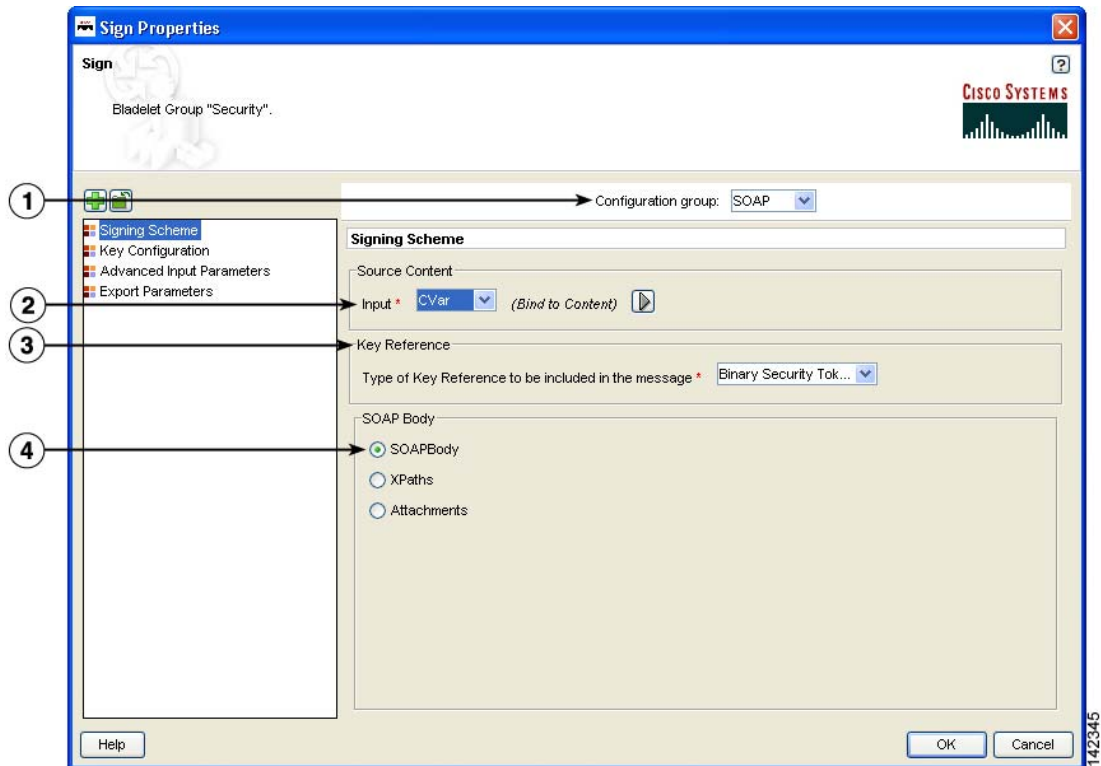 Sign Properties
Sign
?
Bladelet Group "Security".
CISCO SYSTEMS
1
Configuration group: SOAP
Signing Scheme
Key Configuration
Advanced Input Parameters
Export Parameters
Signing Scheme
Source Content
2
Input * CVar (Bind to Content)
3
Key Reference
Type of Key Reference to be included in the message * Binary Security Tok...
SOAP Body
4
SOAPBody
XPaths
Attachments
Help
OK
Cancel
142345